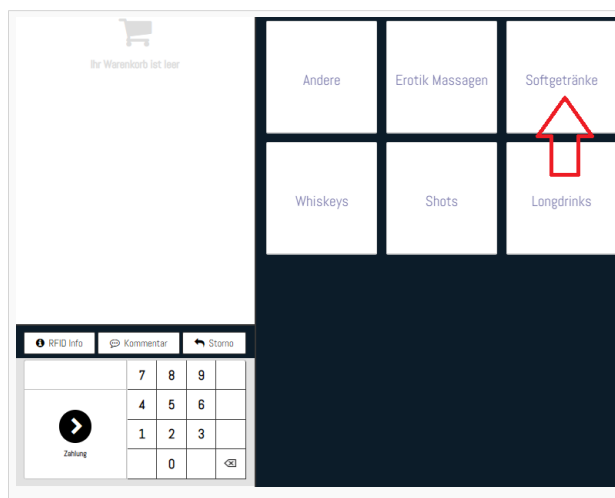 Ihr Warenkorb ist leer
Andere
Erotik Massagen
Softgetränke
Whiskeys
Shots
Longdrinks
RFID Info
Kommentar
Storno
7 8 9
4 5 6
1 2 3
0
Zahlung